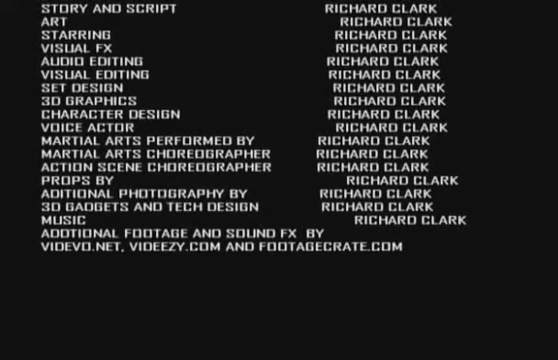 STORY AND SCRIPT RICHARD CLARK
ART RICHARD CLARK
STARRING RICHARD CLARK
VISUAL FX RICHARD CLARK
AUDIO EDITING RICHARD CLARK
VISUAL EDITING RICHARD CLARK
SET DESIGN RICHARD CLARK
3D GRAPHICS RICHARD CLARK
CHARACTER DESIGN RICHARD CLARK
VOICE ACTOR RICHARD CLARK
MARTIAL ARTS PERFORMED BY RICHARD CLARK
MARTIAL ARTS CHOREOGRAPHER RICHARD CLARK
ACTION SCENE CHOREOGRAPHER RICHARD CLARK
PROPS BY RICHARD CLARK
ADITIONAL PHOTOGRAPHY BY RICHARD CLARK
3D GADGETS AND TECH DESIGN RICHARD CLARK
MUSIC RICHARD CLARK
ADDTIONAL FOOTAGE AND SOUND FX BY
VIDEVO.NET, VIDEEZY.COM AND FOOTAGECRATE.COM